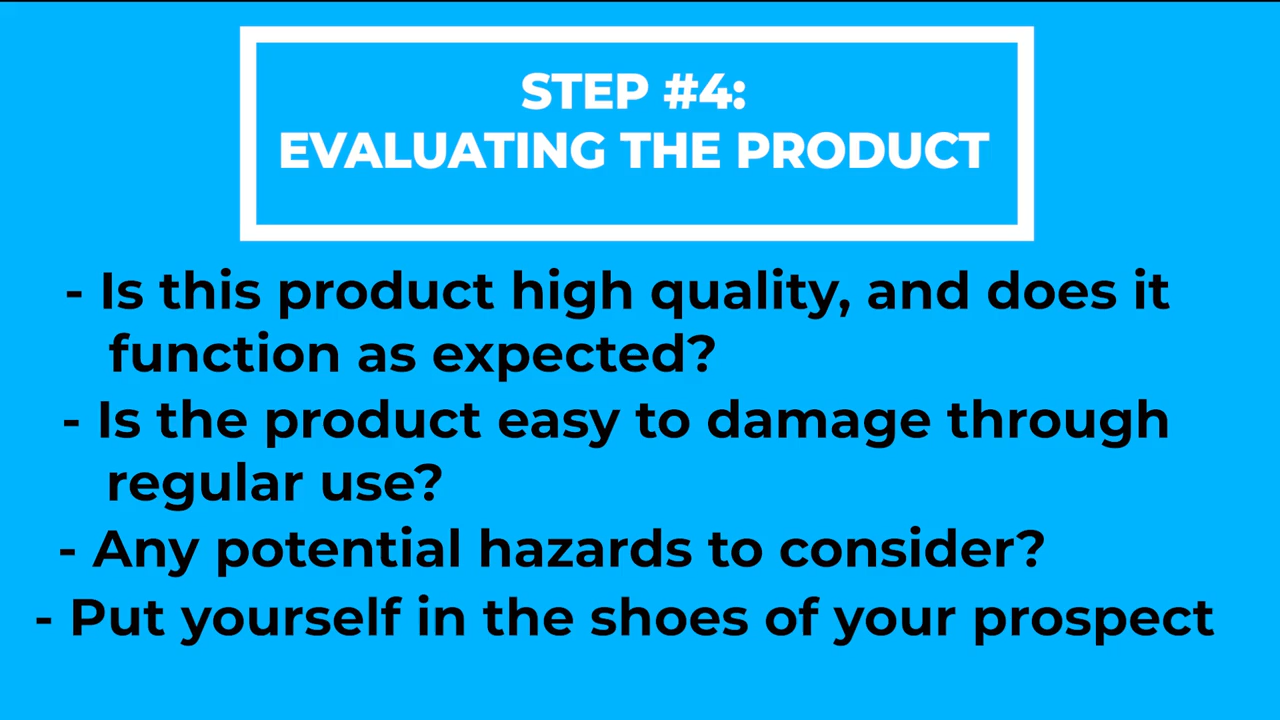 STEP #4:
EVALUATING THE PRODUCT
- Is this product high quality, and does it
function as expected?
- Is the product easy to damage through
regular use?
- Any potential hazards to consider?
- Put yourself in the shoes of your prospect